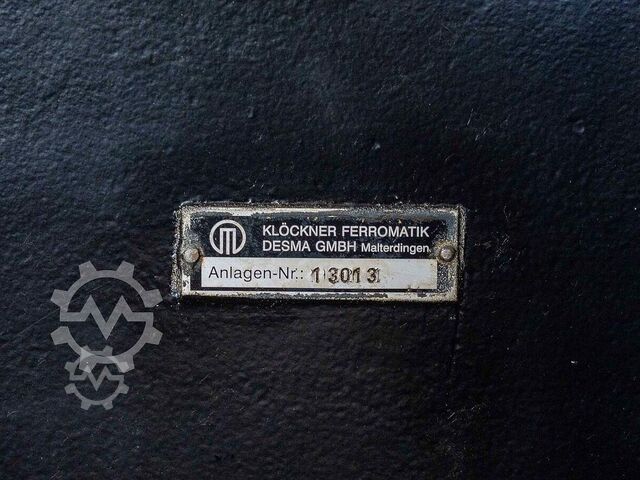 KLÖCKNER FERROMATIK
DESMA GMBH Malterdingen
Anlagen-Nr.: 13013